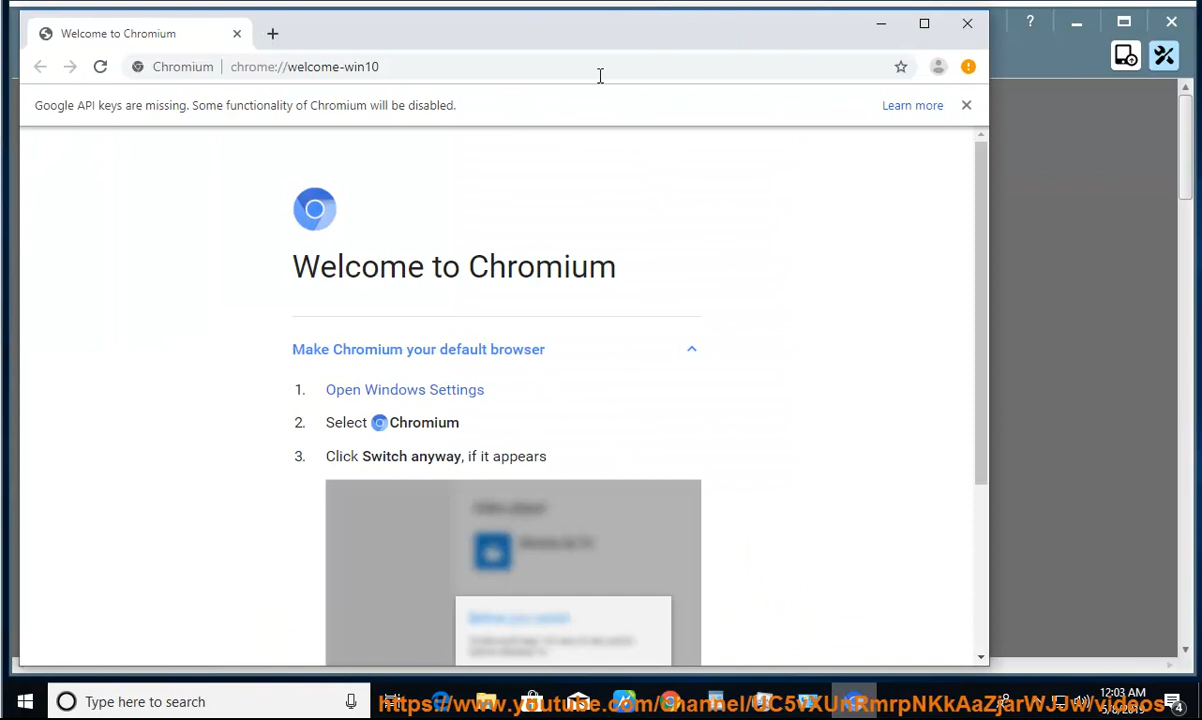 Welcome to Chromium
Chromium | chrome://welcome-win10
Google API keys are missing. Some functionality of Chromium will be disabled. Learn more
Welcome to Chromium
Make Chromium your default browser
1. Open Windows Settings
2. Select Chromium
3. Click Switch anyway, if it appears
Type here to search
12:03 AM
4